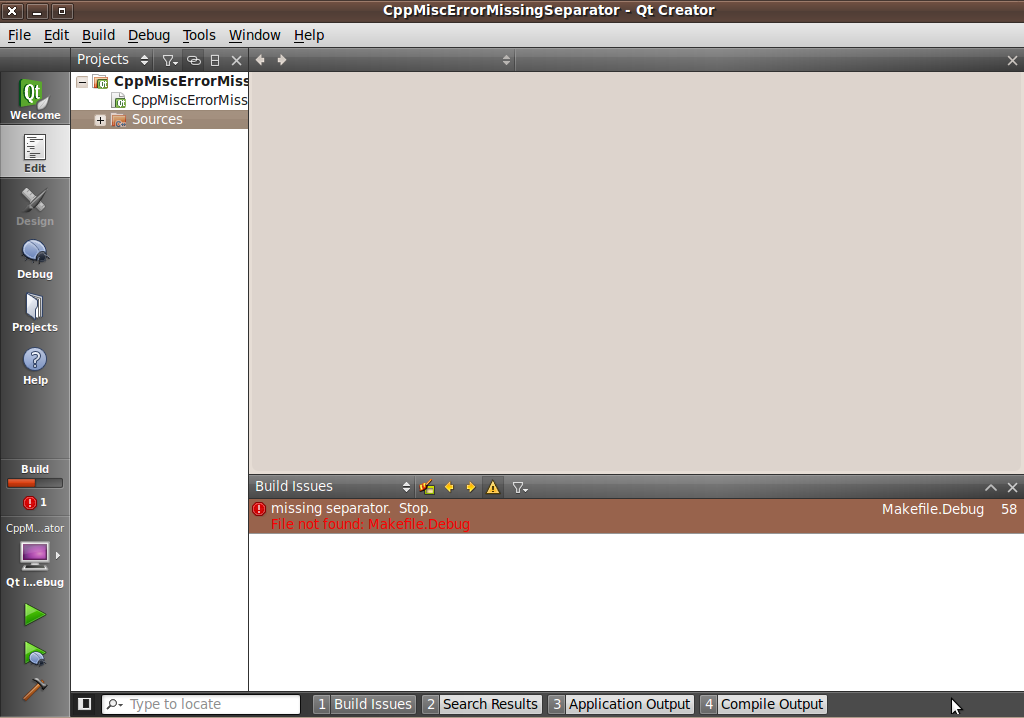 CppMiscErrorMissingSeparator - Qt Creator
File Edit Build Debug Tools Window Help
Projects
CppMiscErrorMiss
CppMiscErrorMiss
Sources
Qt
Welcome
Edit
Design
Debug
Projects
Help
Build
1
CppM...ator
Qt i...ebug
Build Issues
missing separator.  Stop. Makefile.Debug 58
File not found: Makefile.Debug
Type to locate
1 Build Issues 2 Search Results 3 Application Output 4 Compile Output